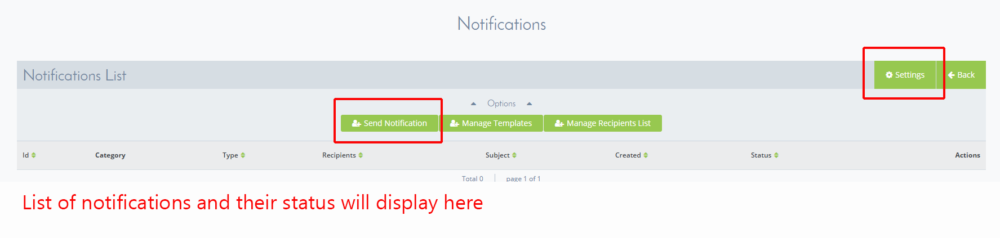 Notifications
Notifications List
Settings
Back
Options
Send Notification
Manage Templates
Manage Recipients List
Id Category Type Recipients Subject Created Status Actions
Total 0 page 1 of 1
List of notifications and their status will display here